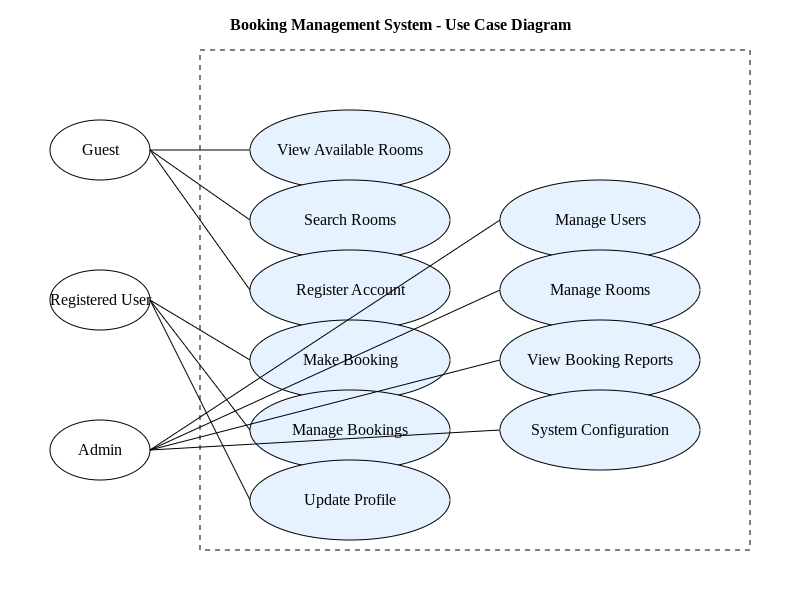 Booking Management System - Use Case Diagram
Guest
Registered User
Admin
View Available Rooms
Search Rooms
Register Account
Make Booking
Manage Bookings
Update Profile
Manage Users
Manage Rooms
View Booking Reports
System Configuration